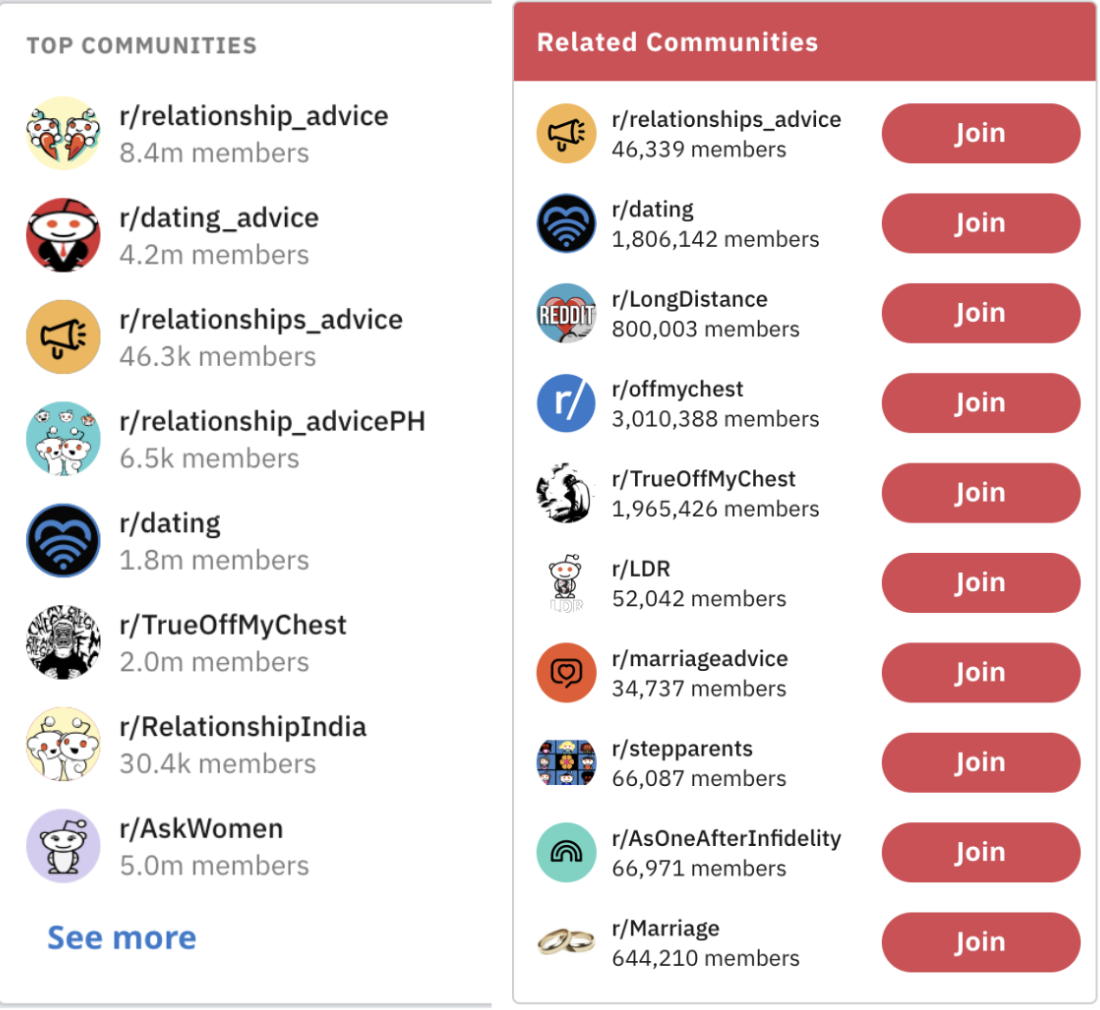 TOP COMMUNITIES
r/relationship_advice
8.4m members
r/dating_advice
4.2m members
r/relationships_advice
46.3k members
r/relationship_advicePH
6.5k members
r/dating
1.8m members
r/TrueOffMyChest
2.0m members
r/RelationshipIndia
30.4k members
r/AskWomen
5.0m members
See more
Related Communities
r/relationships_advice
46,339 members
Join
r/dating
1,806,142 members
Join
REDDIT
r/LongDistance
800,003 members
Join
r/
r/offmychest
3,010,388 members
Join
r/TrueOffMyChest
1,965,426 members
Join
LDR
r/LDR
52,042 members
Join
r/marriageadvice
34,737 members
Join
r/stepparents
66,087 members
Join
r/AsOneAfterInfidelity
66,971 members
Join
r/Marriage
644,210 members
Join